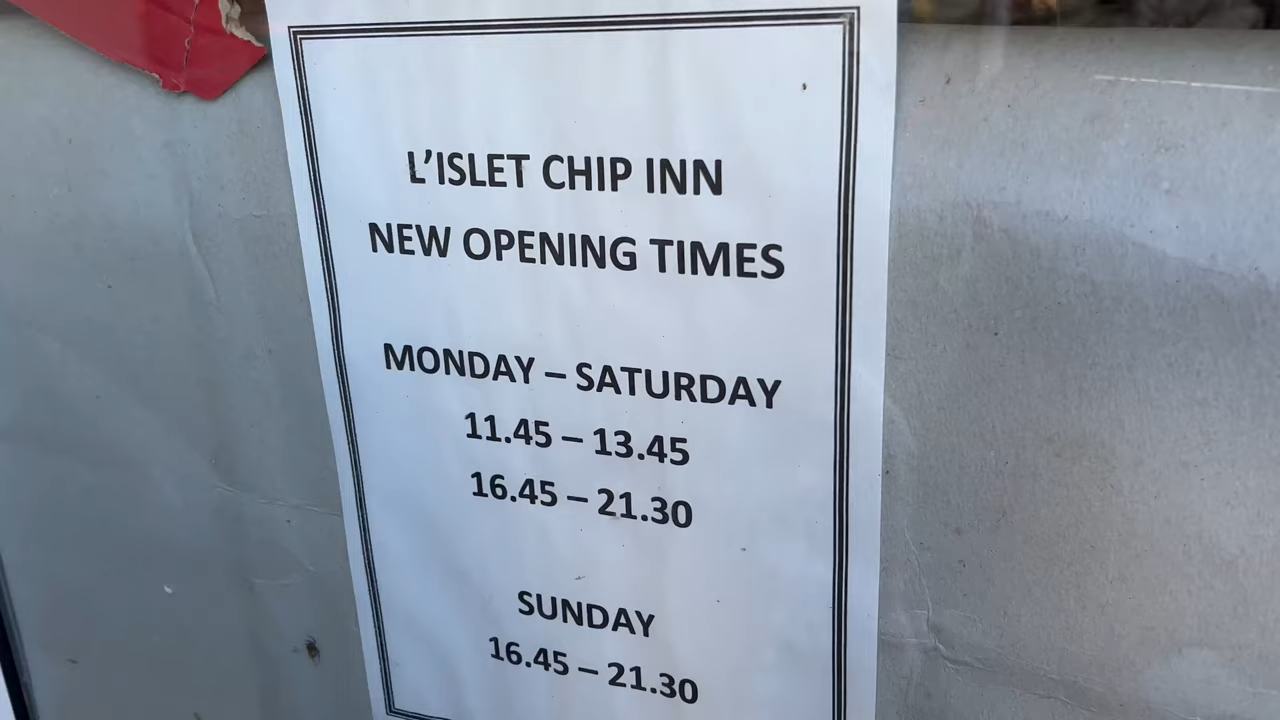 L'ISLET CHIP INN
NEW OPENING TIMES
MONDAY – SATURDAY
11.45 – 13.45
16.45 – 21.30
SUNDAY
16.45 – 21.30